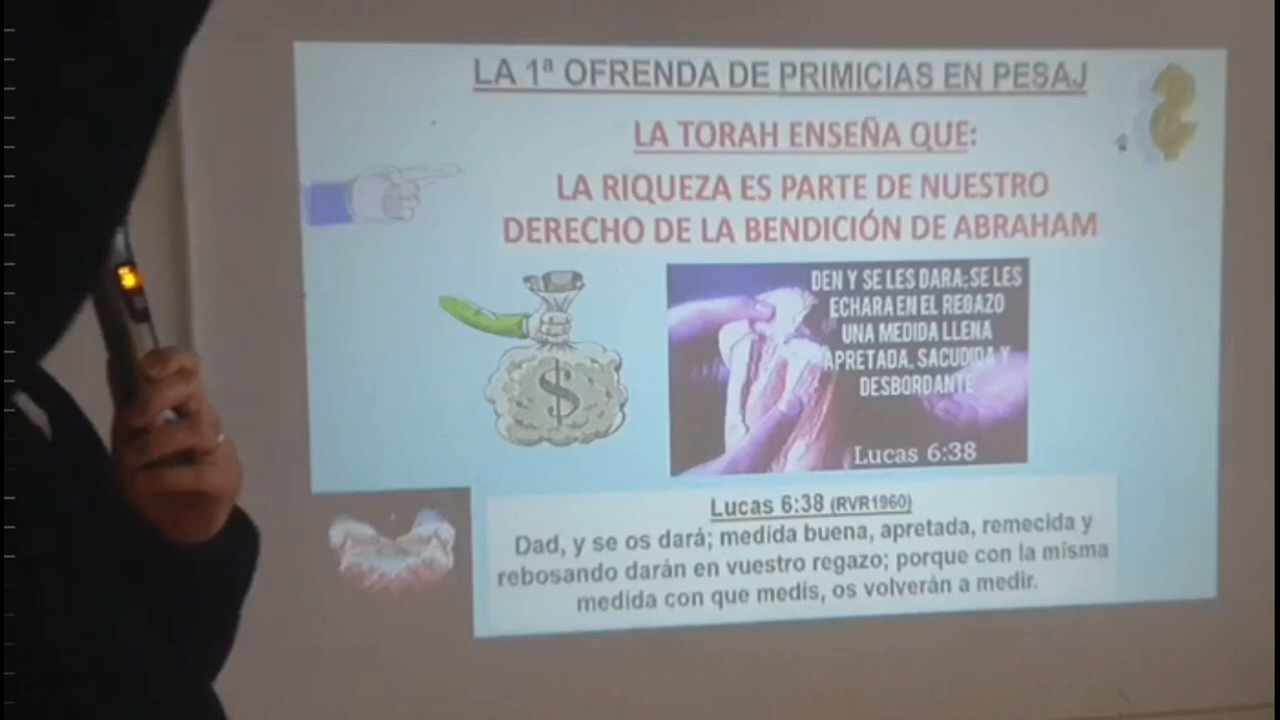 LA 1ª OFRENDA DE PRIMICIAS EN PESAJ
LA TORAH ENSEÑA QUE:
LA RIQUEZA ES PARTE DE NUESTRO
DERECHO DE LA BENDICIÓN DE ABRAHAM
$
DEN Y SE LES DARA; SE LES
ECHARA EN EL REGAZO
UNA MEDIDA LLENA
APRETADA, SACUDIDA Y
DESBORDANTE
Lucas 6:38
Lucas 6:38 (RVR1960)
Dad, y se os dará; medida buena, apretada, remecida y
rebosando darán en vuestro regazo; porque con la misma
medida con que medís, os volverán a medir.